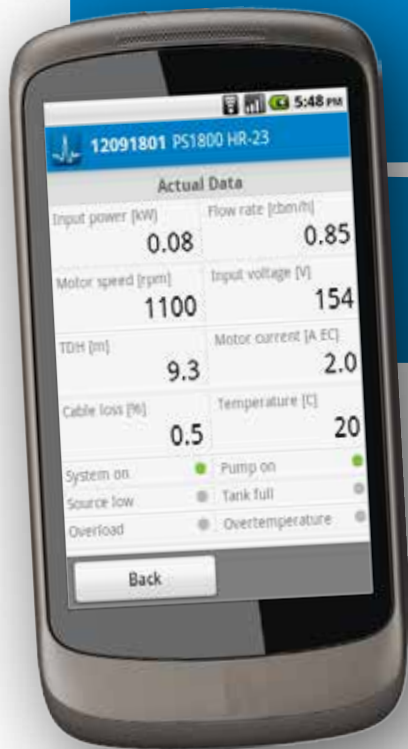 5:48 PM
12091801 PS1800 HR-23
Actual Data
Input power [kW] Flow rate [cbm/h]
0.08 0.85
Motor speed [rpm] Input voltage [V]
1100 154
TDH [m] Motor current [A EC]
9.3 2.0
Cable loss [%] Temperature [C]
0.5 20
System on Pump on
Source low Tank full
Overload Overtemperature
Back